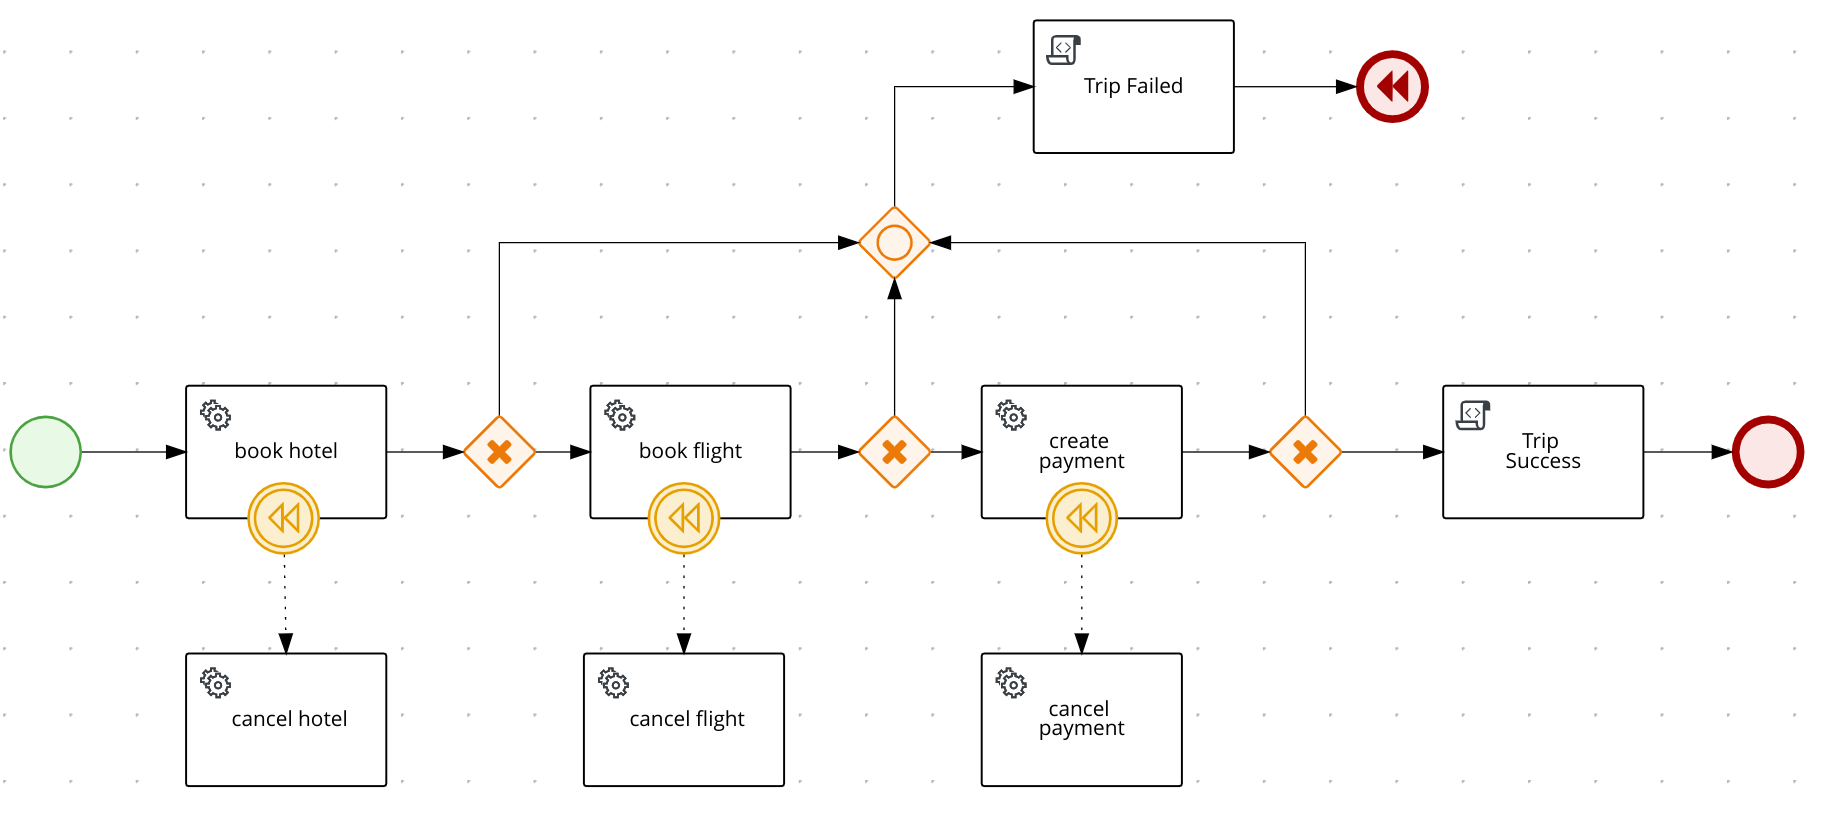 Trip Failed
book hotel
book flight
create
payment
Trip
Success
cancel hotel
cancel flight
cancel
payment